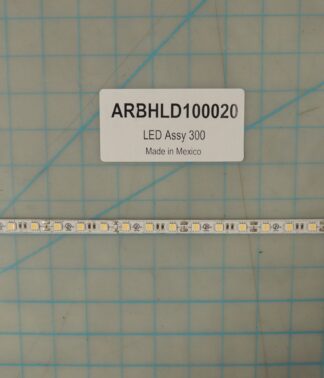 ARBHLD100020
LED Assy 300
Made in Mexico